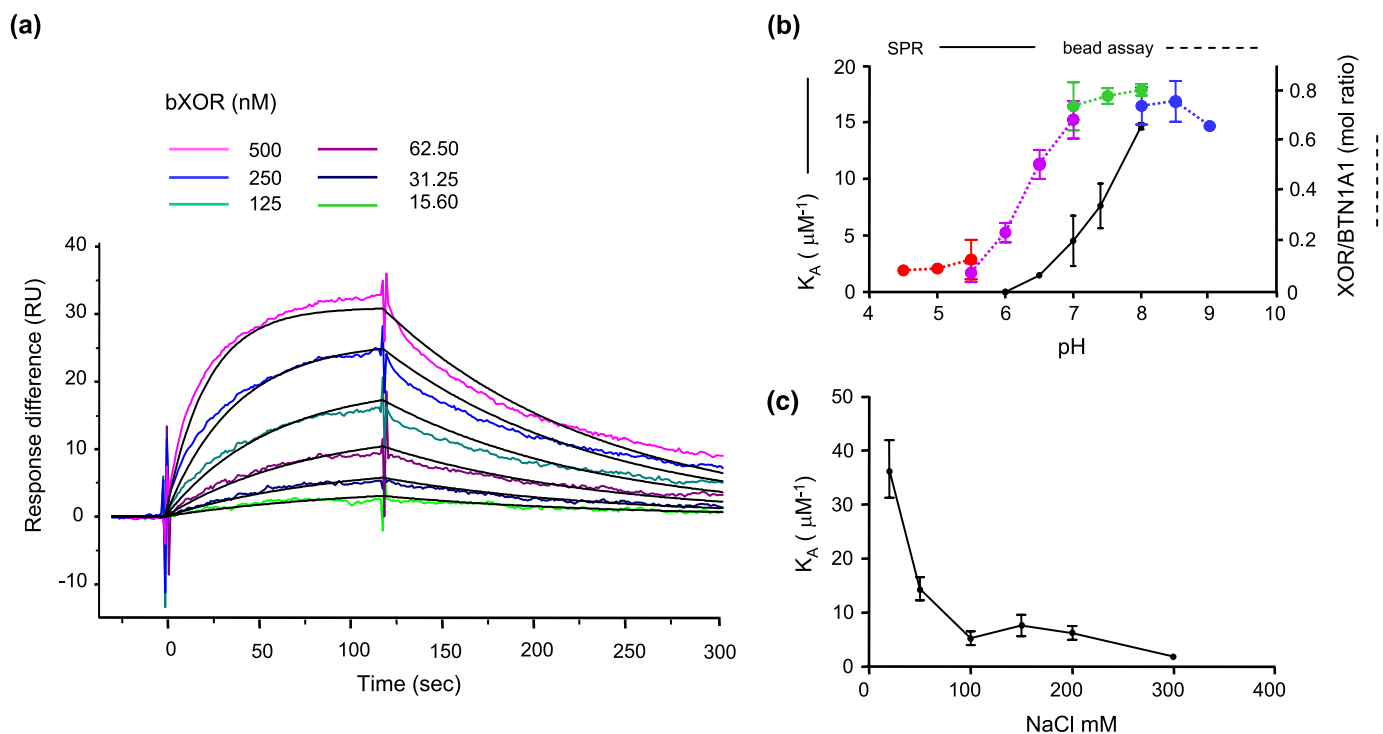 (a)
bXOR (nM)
500 62.50
250 31.25
125 15.60
40
30
20
10
0
-10
Response difference (RU)
0 50 100 150 200 250 300
Time (sec)
(b)
SPR bead assay
20
15
10
5
0
K_A ( μM⁻¹)
0.8
0.6
0.4
0.2
0
XOR/BTN1A1 (mol ratio)
4 5 6 7 8 9 10
pH
(c)
50
40
30
20
10
0
K_A ( μM⁻¹)
0 100 200 300 400
NaCl mM